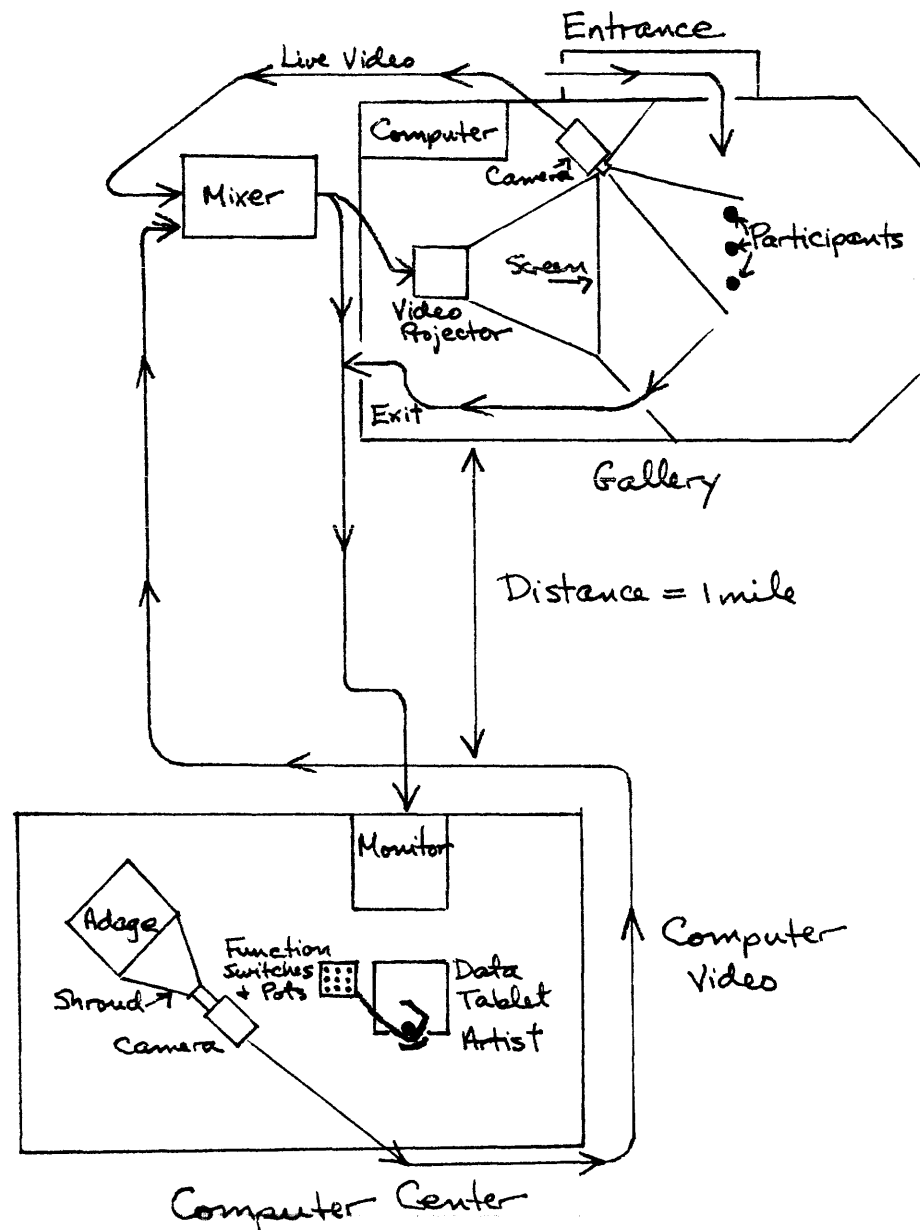 Entrance
Live Video
Computer
Camera
Mixer
Participants
Screen
Video
Projector
Exit
Gallery
Distance = 1 mile
Monitor
Adage
Function
Switches
+ Pots
Data
Tablet
Artist
Shroud
Camera
Computer
Video
Computer Center